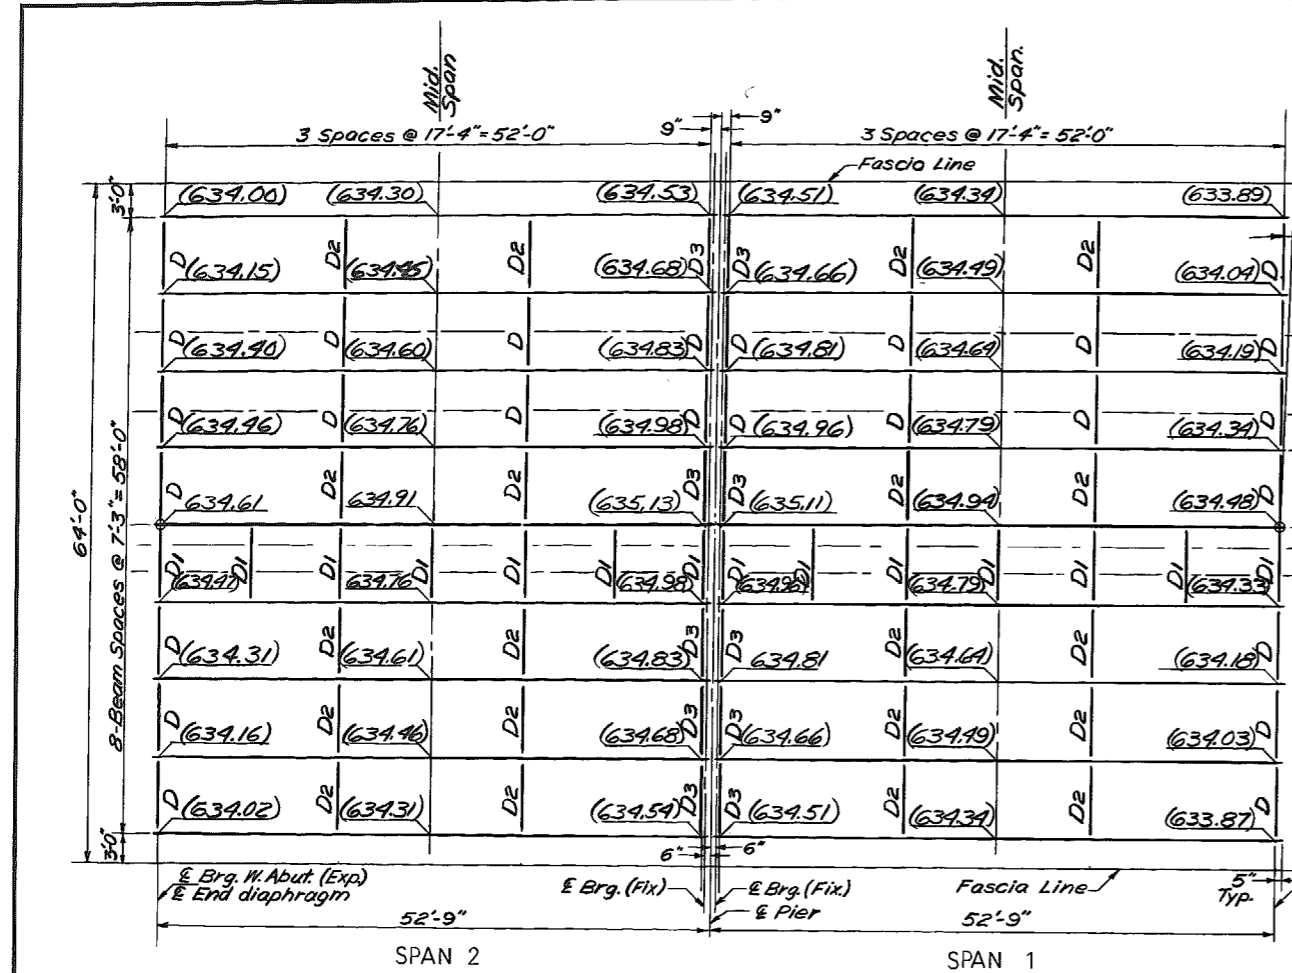 Mid. Span
Mid. Span.
9"
9"
3 Spaces @ 17'-4" = 52'-0"
3 Spaces @ 17'-4" = 52'-0"
Fascia Line
3'-0"
(634.00) (634.30) (634.53) (634.51) (634.34) (633.89)
D D2 D2 D3 D3 D2 D2 D
(634.15) (634.45) (634.68) (634.66) (634.49) (634.04)
D D D D D D D D
(634.40) (634.60) (634.83) (634.81) (634.64) (634.19)
D D D D D D D D
(634.46) (634.76) (634.98) (634.96) (634.79) (634.34)
D D2 D2 D3 D3 D2 D2 D
634.61 634.91 (635.13) (635.11) (634.94) (634.48)
64'-0"
8-Beam Spaces @ 7'-3" = 58'-0"
D1 D1 D1 D1 D1 D1 D1 D1 D1 D1 D1 D1 D1 D1
(634.47) 634.76 (634.98) (634.96) (634.79) (634.33)
D D2 D2 D3 D3 D2 D2 D
(634.31) (634.61) (634.83) 634.81 (634.64) (634.18)
D D2 D2 D3 D3 D2 D2 D
(634.16) (634.46) (634.68) (634.66) (634.49) (634.03)
D D2 D2 D3 D3 D2 D2 D
(634.02) (634.31) (634.54) (634.51) (634.34) (633.87)
3'-0"
6" 6"
℄ Brg. W. Abut. (Exp.)
℄ End diaphragm
℄ Brg. (Fix)
℄ Brg. (Fix.)
℄ Pier
Fascia Line
5" Typ.
52'-9"
52'-9"
SPAN 2
SPAN 1